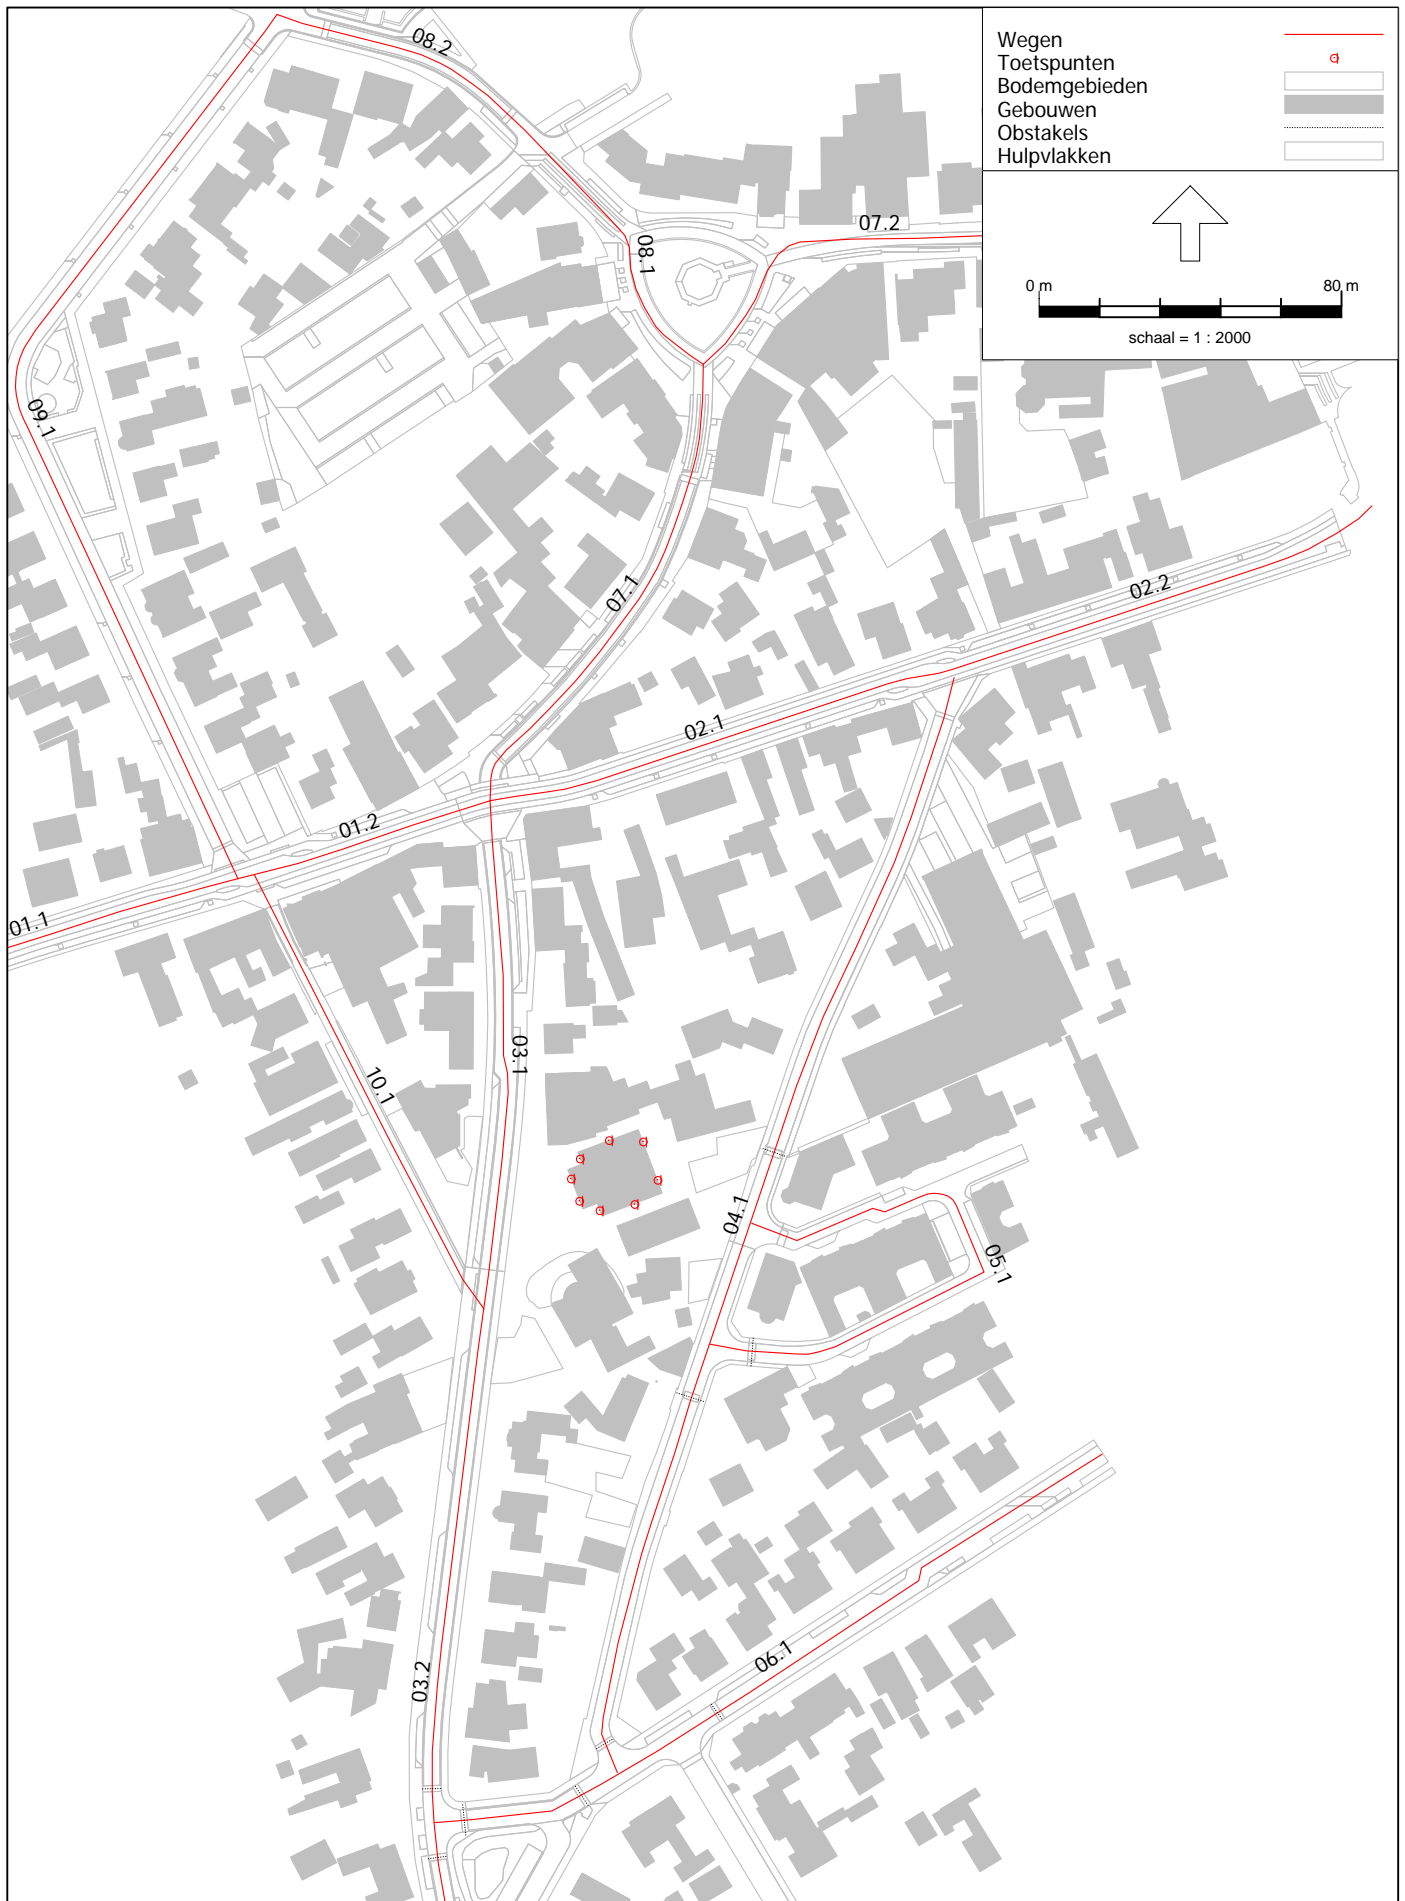 08.2
Wegen
Toetspunten
Bodemgebieden
Gebouwen
Obstakels
Hulpvlakken
07.2
08.1
0 m 80 m
schaal = 1 : 2000
09.1
07.1
02.2
02.1
01.2
01.1
03.1
10.1
04.1
05.1
06.1
03.2